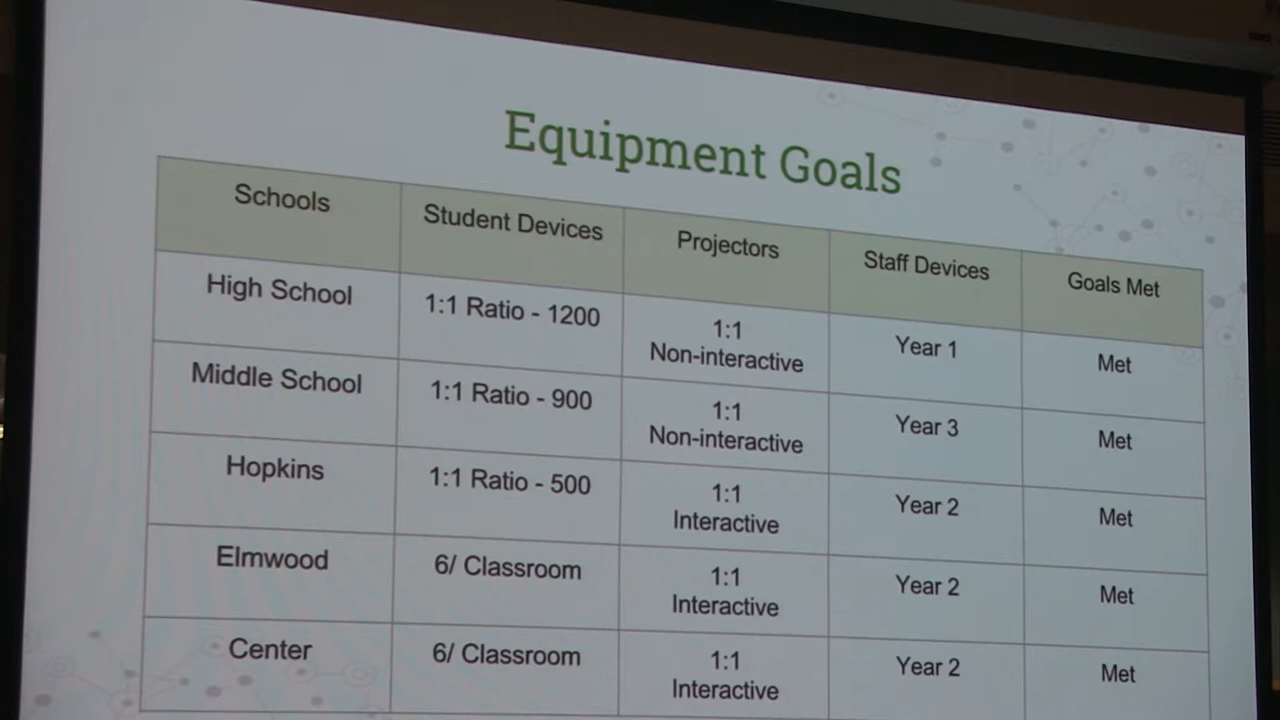 Equipment Goals
Schools Student Devices Projectors Staff Devices Goals Met
High School 1:1 Ratio - 1200 1:1 Non-interactive Year 1 Met
Middle School 1:1 Ratio - 900 1:1 Non-interactive Year 3 Met
Hopkins 1:1 Ratio - 500 1:1 Interactive Year 2 Met
Elmwood 6/ Classroom 1:1 Interactive Year 2 Met
Center 6/ Classroom 1:1 Interactive Year 2 Met